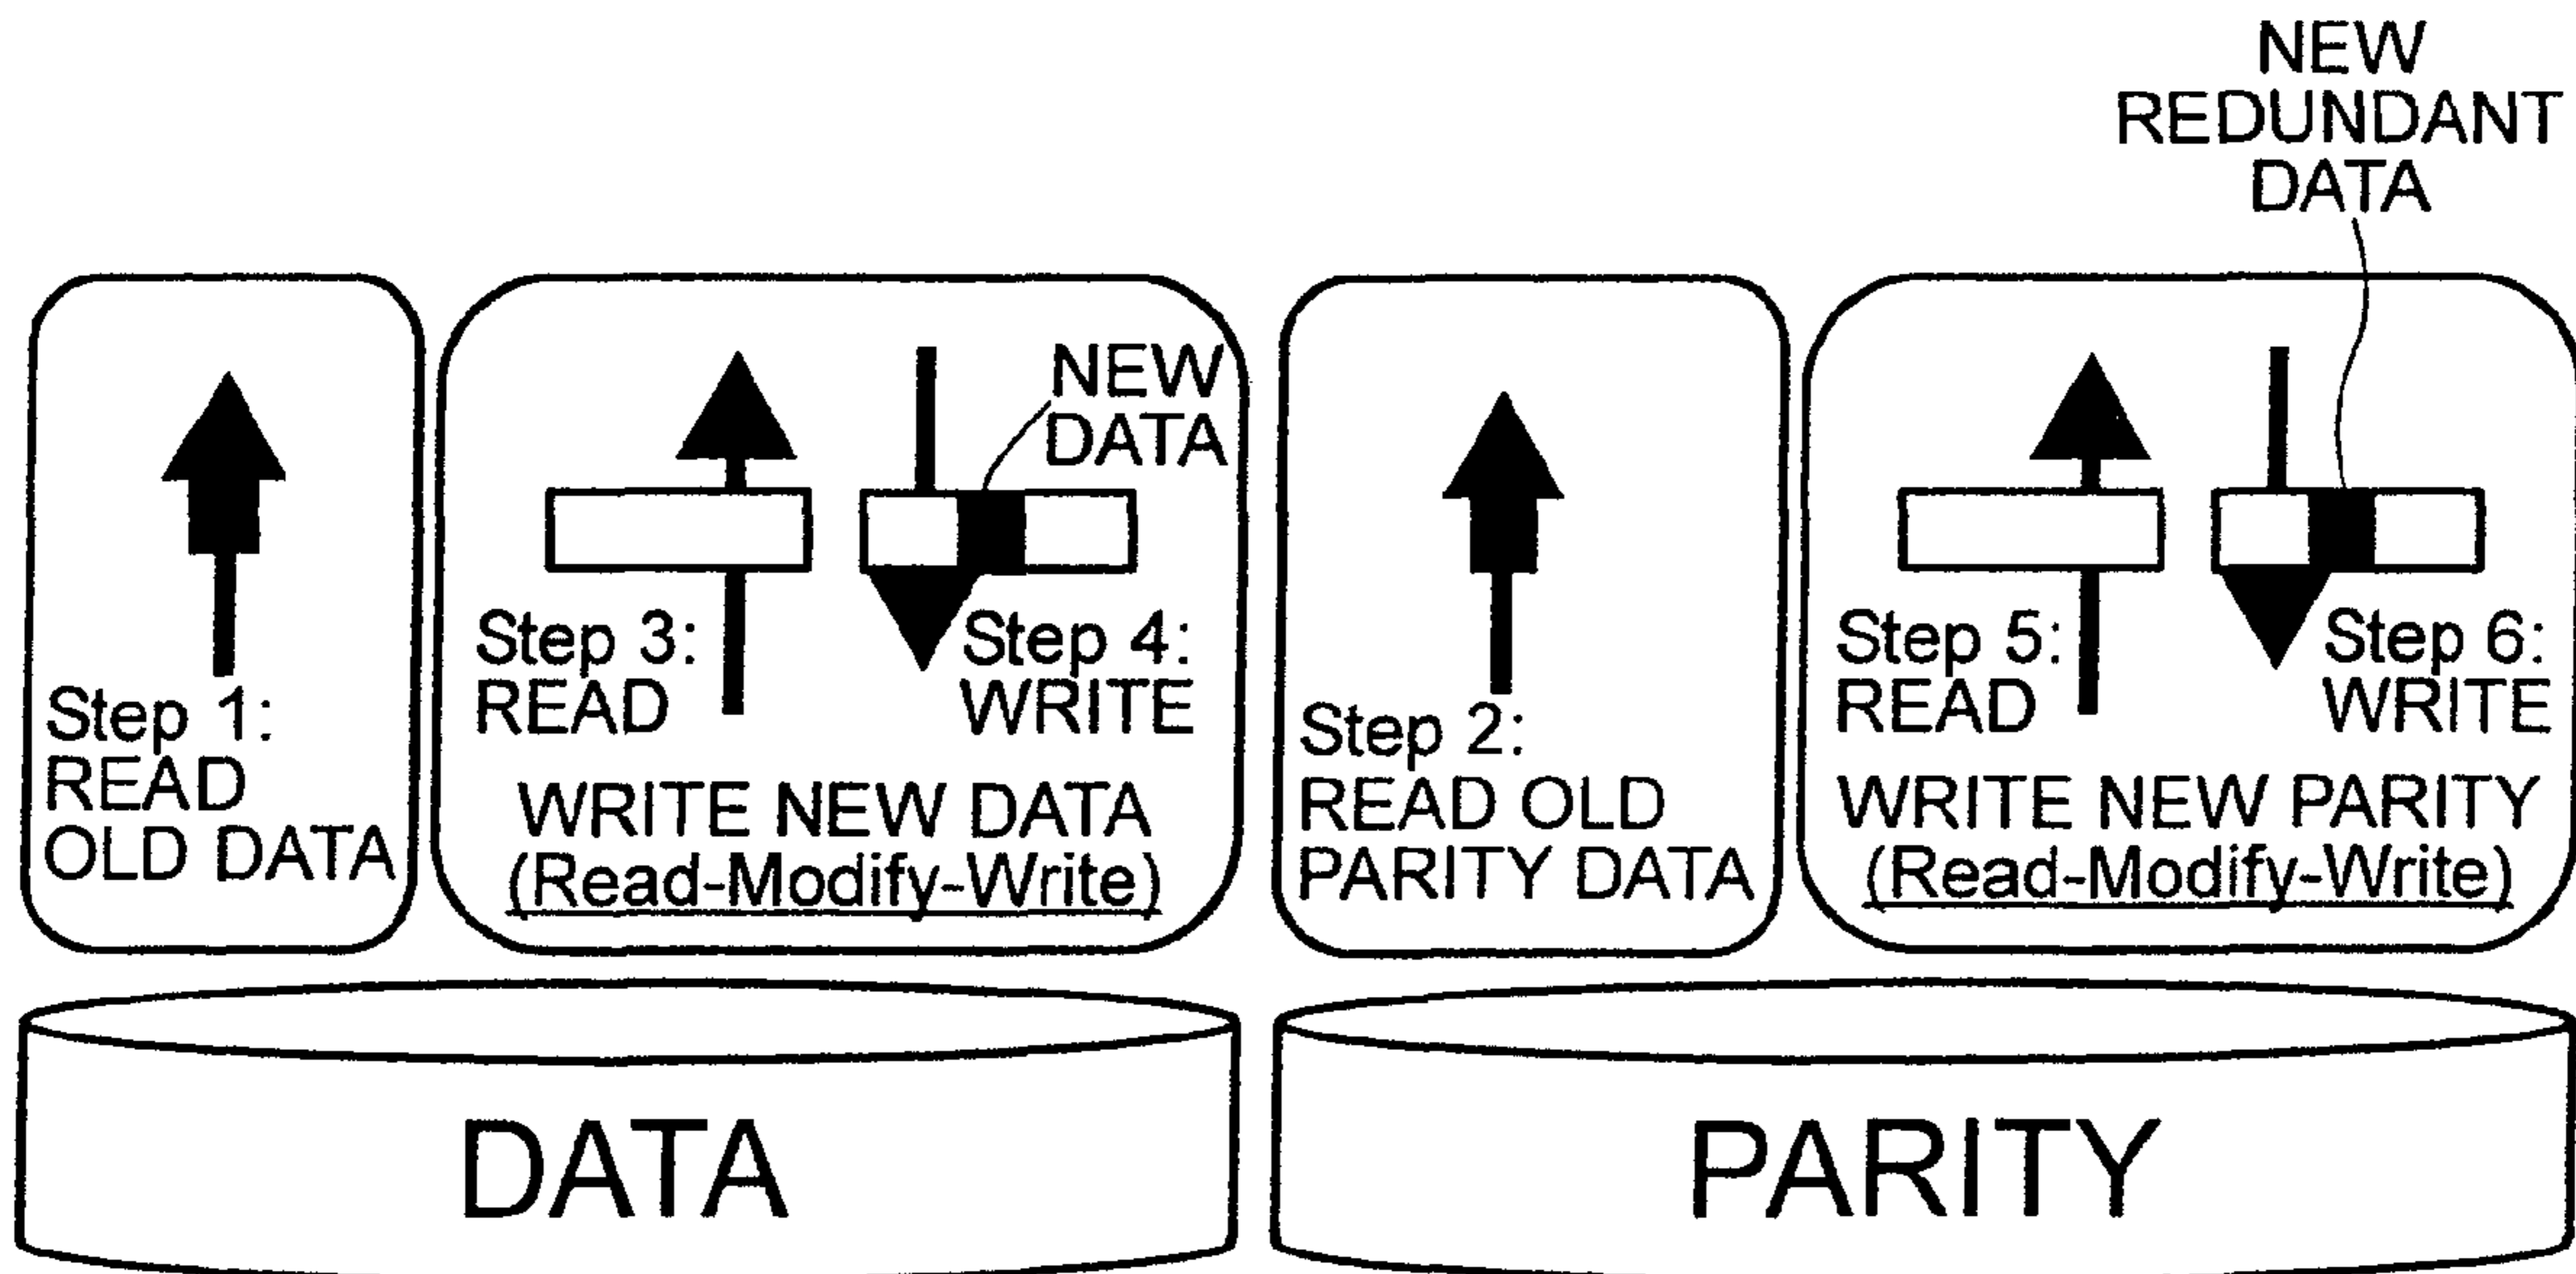 NEW
REDUNDANT
DATA
NEW
DATA
Step 1:
READ
OLD DATA
Step 3:
READ
Step 4:
WRITE
WRITE NEW DATA
(Read-Modify-Write)
Step 2:
READ OLD
PARITY DATA
Step 5:
READ
Step 6:
WRITE
WRITE NEW PARITY
(Read-Modify-Write)
DATA
PARITY